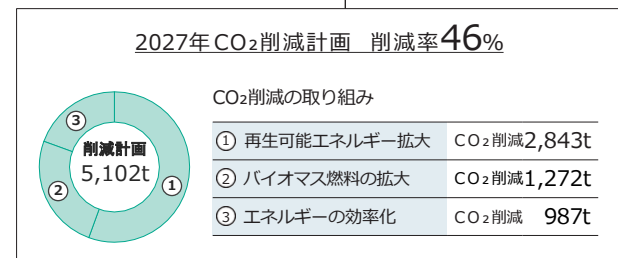 2027年CO₂削減計画 削減率46%
CO₂削減の取り組み
③
削減計画
5,102t
②
①
① 再生可能エネルギー拡大 CO₂削減2,843t
② バイオマス燃料の拡大 CO₂削減1,272t
③ エネルギーの効率化 CO₂削減 987t